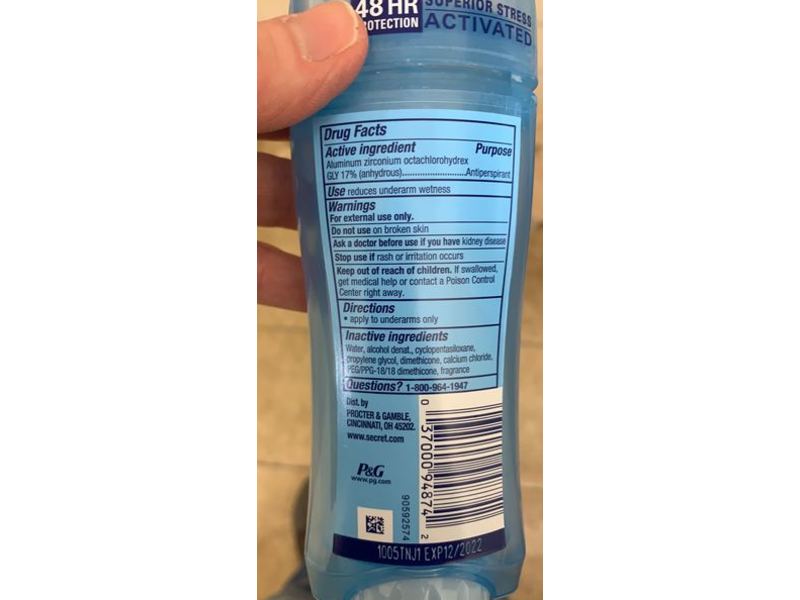 48 HR
SUPERIOR STRESS
PROTECTION
ACTIVATED
Drug Facts
Active ingredient Purpose
Aluminum zirconium octachlorohydrex
GLY 17% (anhydrous)..........................Antiperspirant
Use reduces underarm wetness
Warnings
For external use only.
Do not use on broken skin
Ask a doctor before use if you have kidney disease
Stop use if rash or irritation occurs
Keep out of reach of children. If swallowed,
get medical help or contact a Poison Control
Center right away.
Directions
• apply to underarms only
Inactive ingredients
Water, alcohol denat., cyclopentasiloxane,
propylene glycol, dimethicone, calcium chloride,
PEG/PPG-18/18 dimethicone, fragrance
Questions? 1-800-964-1947
Dist. by
PROCTER & GAMBLE,
CINCINNATI, OH 45202.
www.secret.com
P&G
www.pg.com
90592574
0 37000 94874 2
1005TNJ1 EXP12/2022